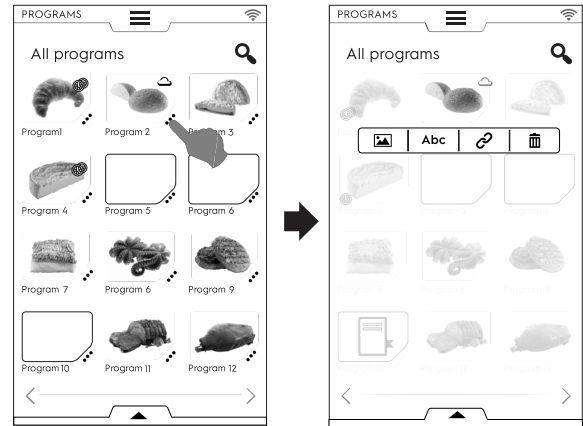 PROGRAMS
All programs
Program1
Program 2
Program 3
Program 4
Program 5
Program 6
Program 7
Program 6
Program 9
Program 10
Program 11
Program 12
PROGRAMS
All programs
Abc